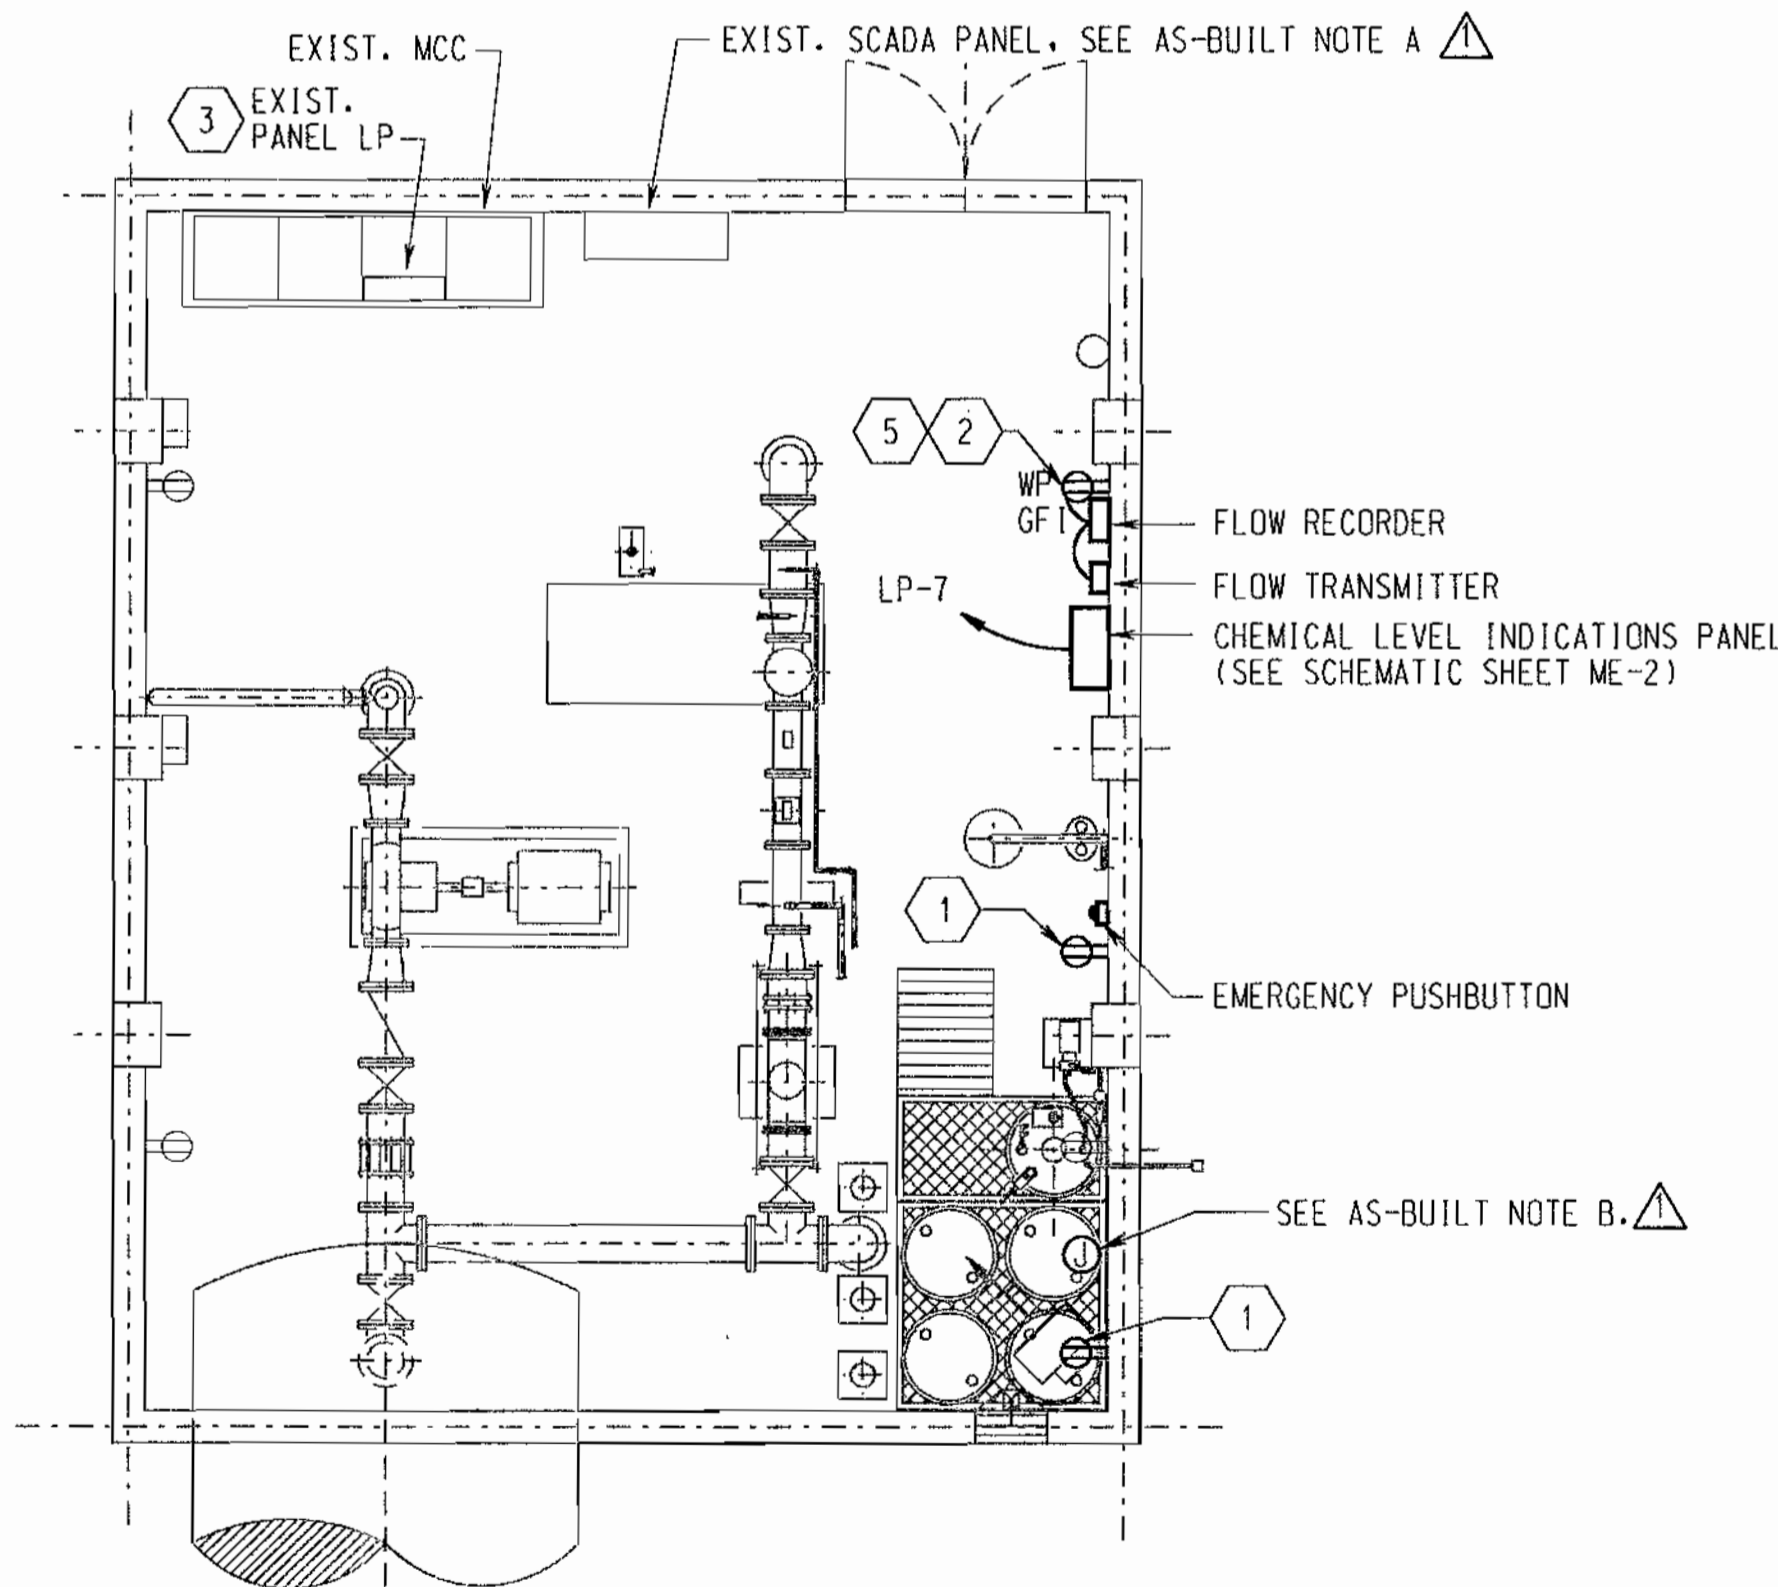 EXIST. MCC
EXIST. SCADA PANEL. SEE AS-BUILT NOTE A 1
3 EXIST.
PANEL LP
5 2
WP
GFI
FLOW RECORDER
LP-7
FLOW TRANSMITTER
CHEMICAL LEVEL INDICATIONS PANEL
(SEE SCHEMATIC SHEET ME-2)
1
EMERGENCY PUSHBUTTON
SEE AS-BUILT NOTE B. 1
J
1